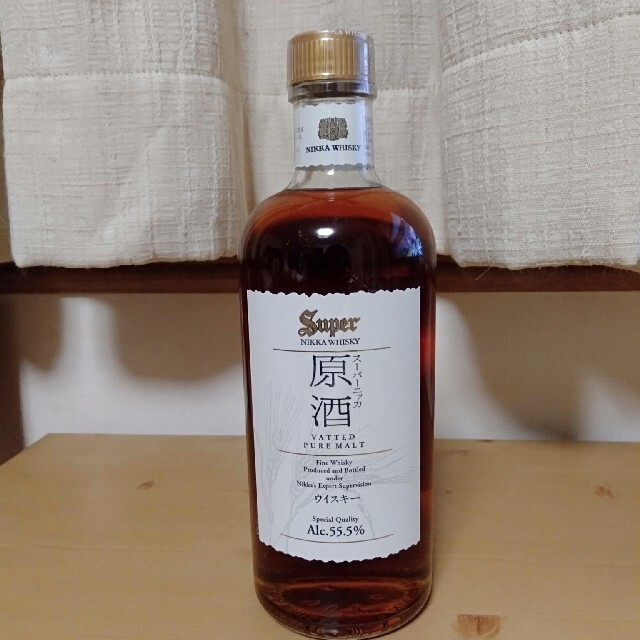 NIKKA WHISKY
Super
NIKKA WHISKY
スーパーニッカ
原酒
VATTED
PURE MALT
Fine Whisky
Produced and Bottled
under
Nikka's Expert Supervision
ウイスキー
Special Quality
Alc.55.5%